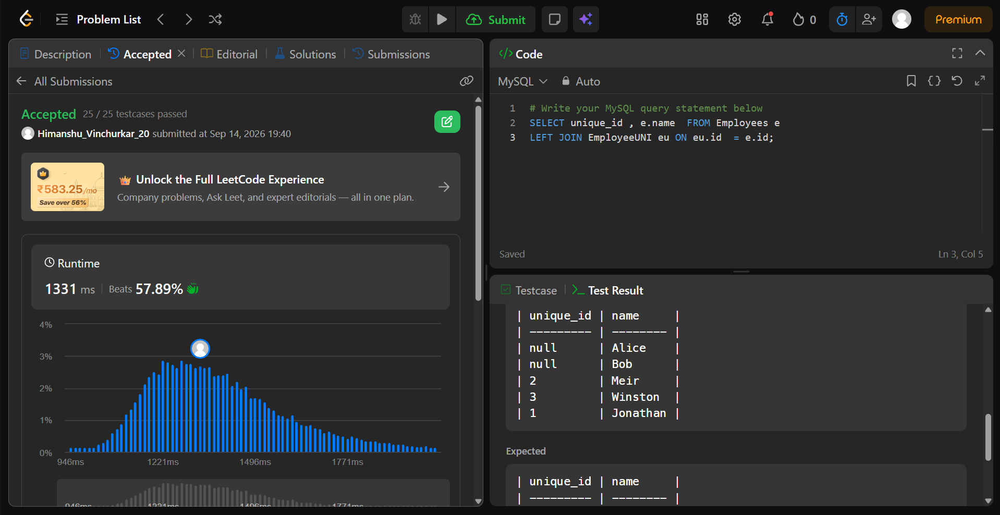 Problem List
Submit
0
Premium
Description
Accepted
Editorial
Solutions
Submissions
All Submissions
Accepted 25 / 25 testcases passed
Himanshu_Vinchurkar_20 submitted at Sep 14, 2026 19:40
₹583.25/mo
Save over 56%
Unlock the Full LeetCode Experience
Company problems, Ask Leet, and expert editorials — all in one plan.
Runtime
1331 ms Beats 57.89%
4%
3%
2%
1%
0%
946ms 1221ms 1496ms 1771ms
946ms 1221ms 1496ms 1771ms
</> Code
MySQL Auto
1 # Write your MySQL query statement below
2 SELECT unique_id , e.name  FROM Employees e
3 LEFT JOIN EmployeeUNI eu ON eu.id  = e.id;
Saved
Ln 3, Col 5
Testcase
Test Result
| unique_id | name     |
| --------- | -------- |
| null      | Alice    |
| null      | Bob      |
| 2         | Meir     |
| 3         | Winston  |
| 1         | Jonathan |
Expected
| unique_id | name     |
| --------- | -------- |